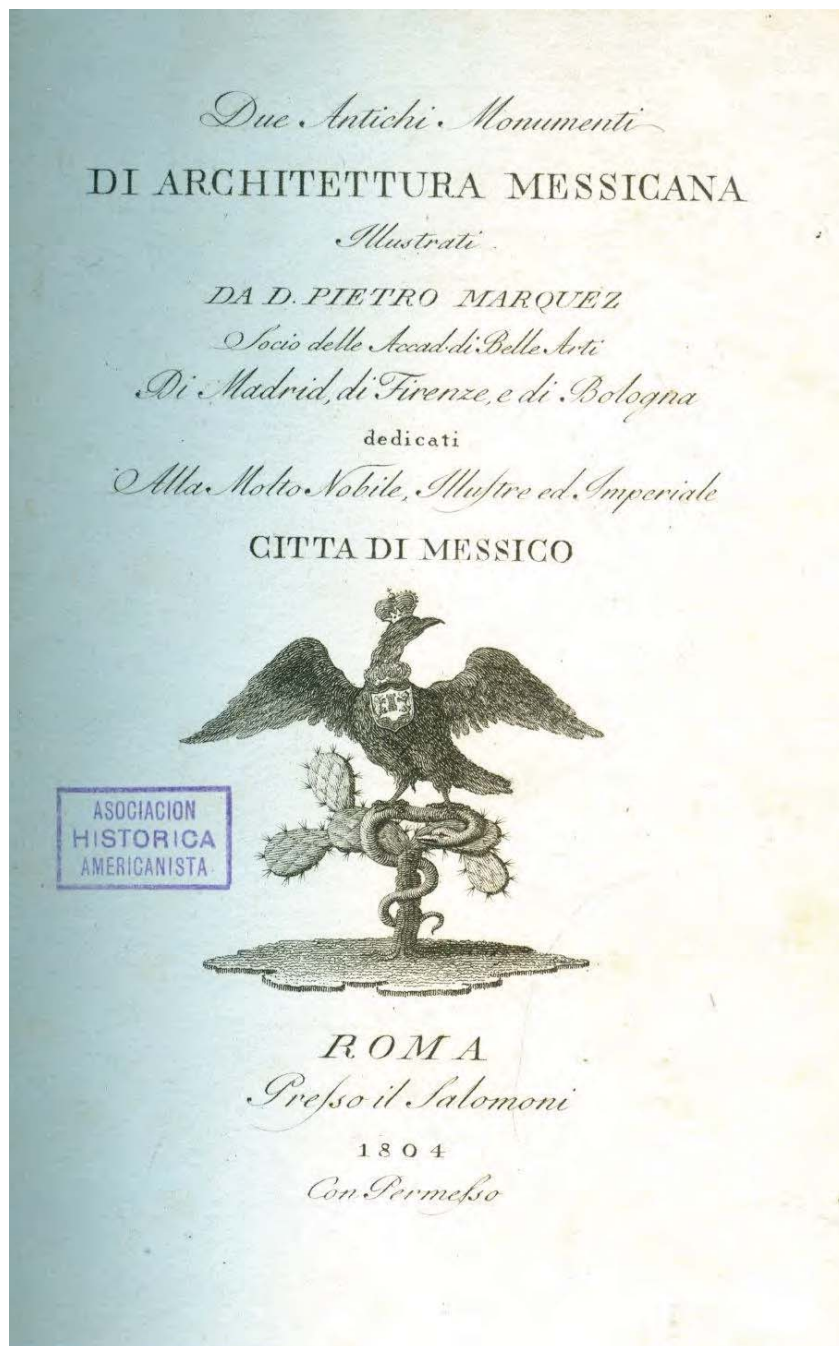 Due Antichi Monumenti
DI ARCHITETTURA MESSICANA
Illustrati
DA D. PIETRO MARQUEZ
Socio delle Accad. di Belle Arti
Di Madrid, di Firenze, e di Bologna
dedicati
Alla Molto Nobile, Illuſtre ed Imperiale
CITTA DI MESSICO
ASOCIACION
HISTORICA
AMERICANISTA
ROMA
Preſso il Salomoni
1804
Con Permeſso